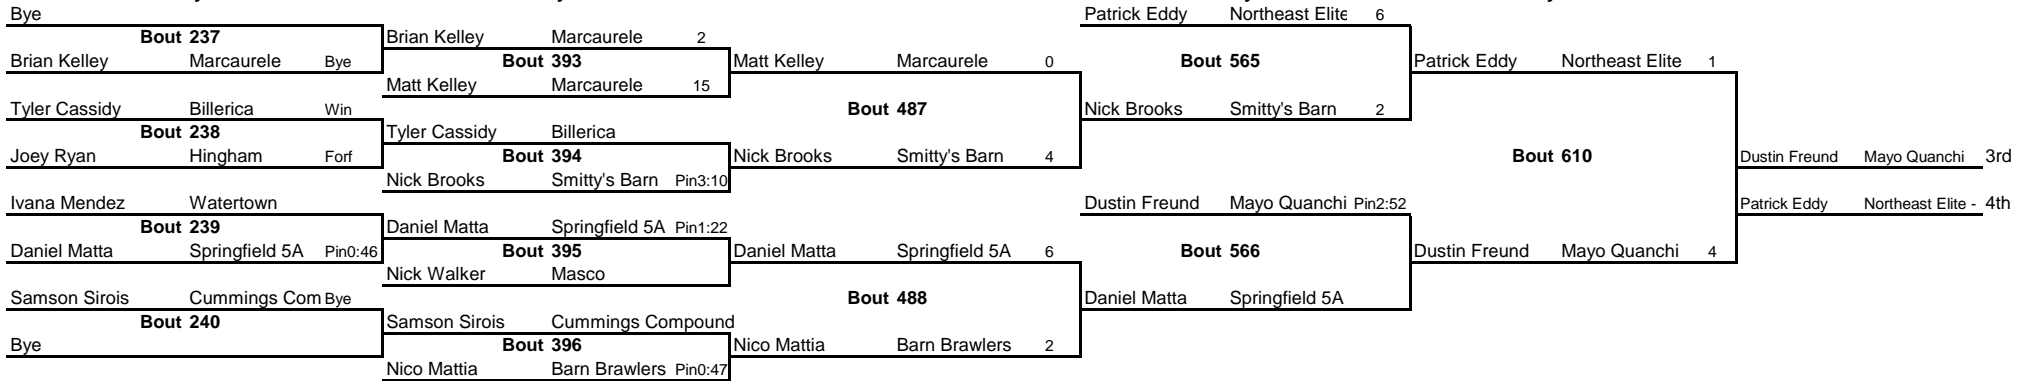 Bye
Bout 237
Brian Kelley Marcaurele Bye
Tyler Cassidy Billerica Win
Bout 238
Joey Ryan Hingham Forf
Ivana Mendez Watertown
Bout 239
Daniel Matta Springfield 5A Pin0:46
Samson Sirois Cummings Com Bye
Bout 240
Bye
Brian Kelley Marcaurele 2
Bout 393
Matt Kelley Marcaurele 15
Tyler Cassidy Billerica
Bout 394
Nick Brooks Smitty's Barn Pin3:10
Daniel Matta Springfield 5A Pin1:22
Bout 395
Nick Walker Masco
Samson Sirois Cummings Compound
Bout 396
Nico Mattia Barn Brawlers Pin0:47
Matt Kelley Marcaurele 0
Bout 487
Nick Brooks Smitty's Barn 4
Daniel Matta Springfield 5A 6
Bout 488
Nico Mattia Barn Brawlers 2
Patrick Eddy Northeast Elite 6
Bout 565
Nick Brooks Smitty's Barn 2
Dustin Freund Mayo Quanchi Pin2:52
Bout 566
Daniel Matta Springfield 5A
Patrick Eddy Northeast Elite 1
Bout 610
Dustin Freund Mayo Quanchi 4
Dustin Freund Mayo Quanchi 3rd
Patrick Eddy Northeast Elite - 4th